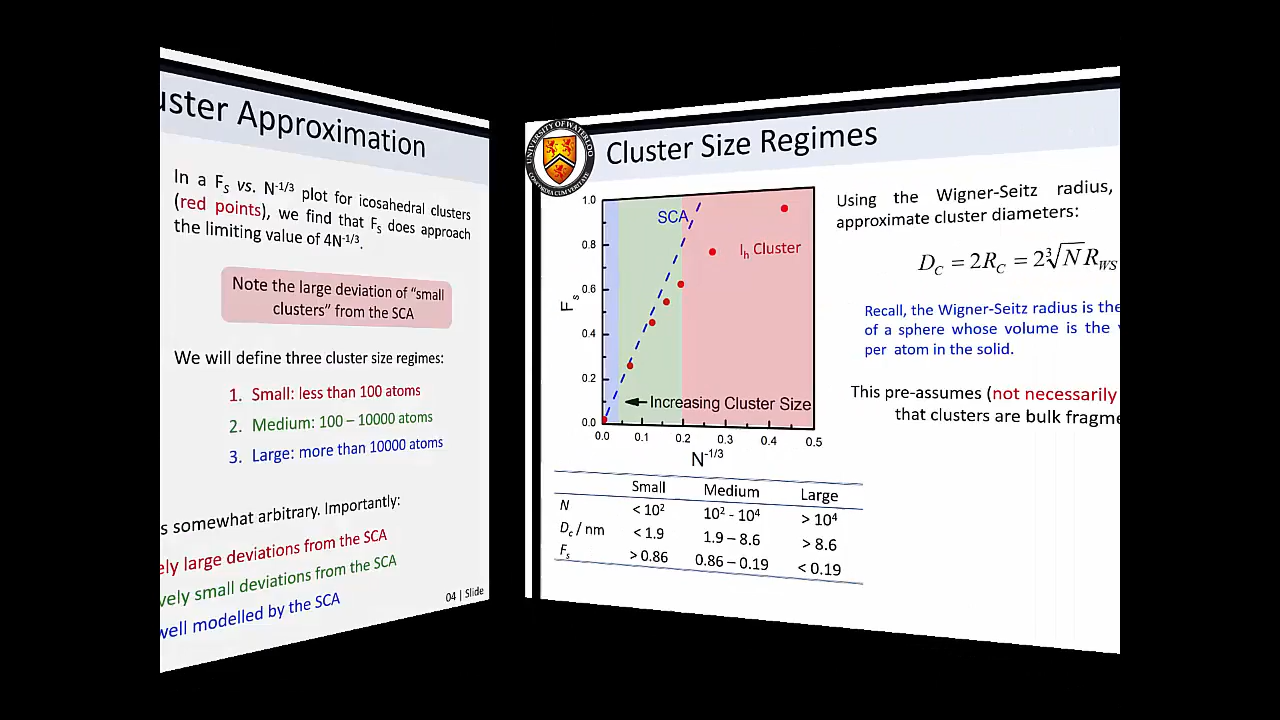 uster Approximation
In a Fs vs. N-1/3 plot for icosahedral clusters
(red points), we find that Fs does approach
the limiting value of 4N-1/3.
Note the large deviation of "small
clusters" from the SCA
We will define three cluster size regimes:
1. Small: less than 100 atoms
2. Medium: 100 – 10000 atoms
3. Large: more than 10000 atoms
s somewhat arbitrary. Importantly:
ely large deviations from the SCA
vely small deviations from the SCA
well modelled by the SCA
04 | Slide
UNIVERSITY OF WATERLOO
CONCORDIA CUM VERITATE
Cluster Size Regimes
1.0
0.8
0.6
0.4
0.2
0.0
Fs
SCA
Ih Cluster
Increasing Cluster Size
0.0 0.1 0.2 0.3 0.4 0.5
N-1/3
Small Medium Large
N < 10² 10² - 10⁴ > 10⁴
Dc / nm < 1.9 1.9 – 8.6 > 8.6
Fs > 0.86 0.86 – 0.19 < 0.19
Using the Wigner-Seitz radius,
approximate cluster diameters:
DC = 2RC = 2∛N RWS
Recall, the Wigner-Seitz radius is the
of a sphere whose volume is the
per atom in the solid.
This pre-assumes (not necessarily
that clusters are bulk fragme